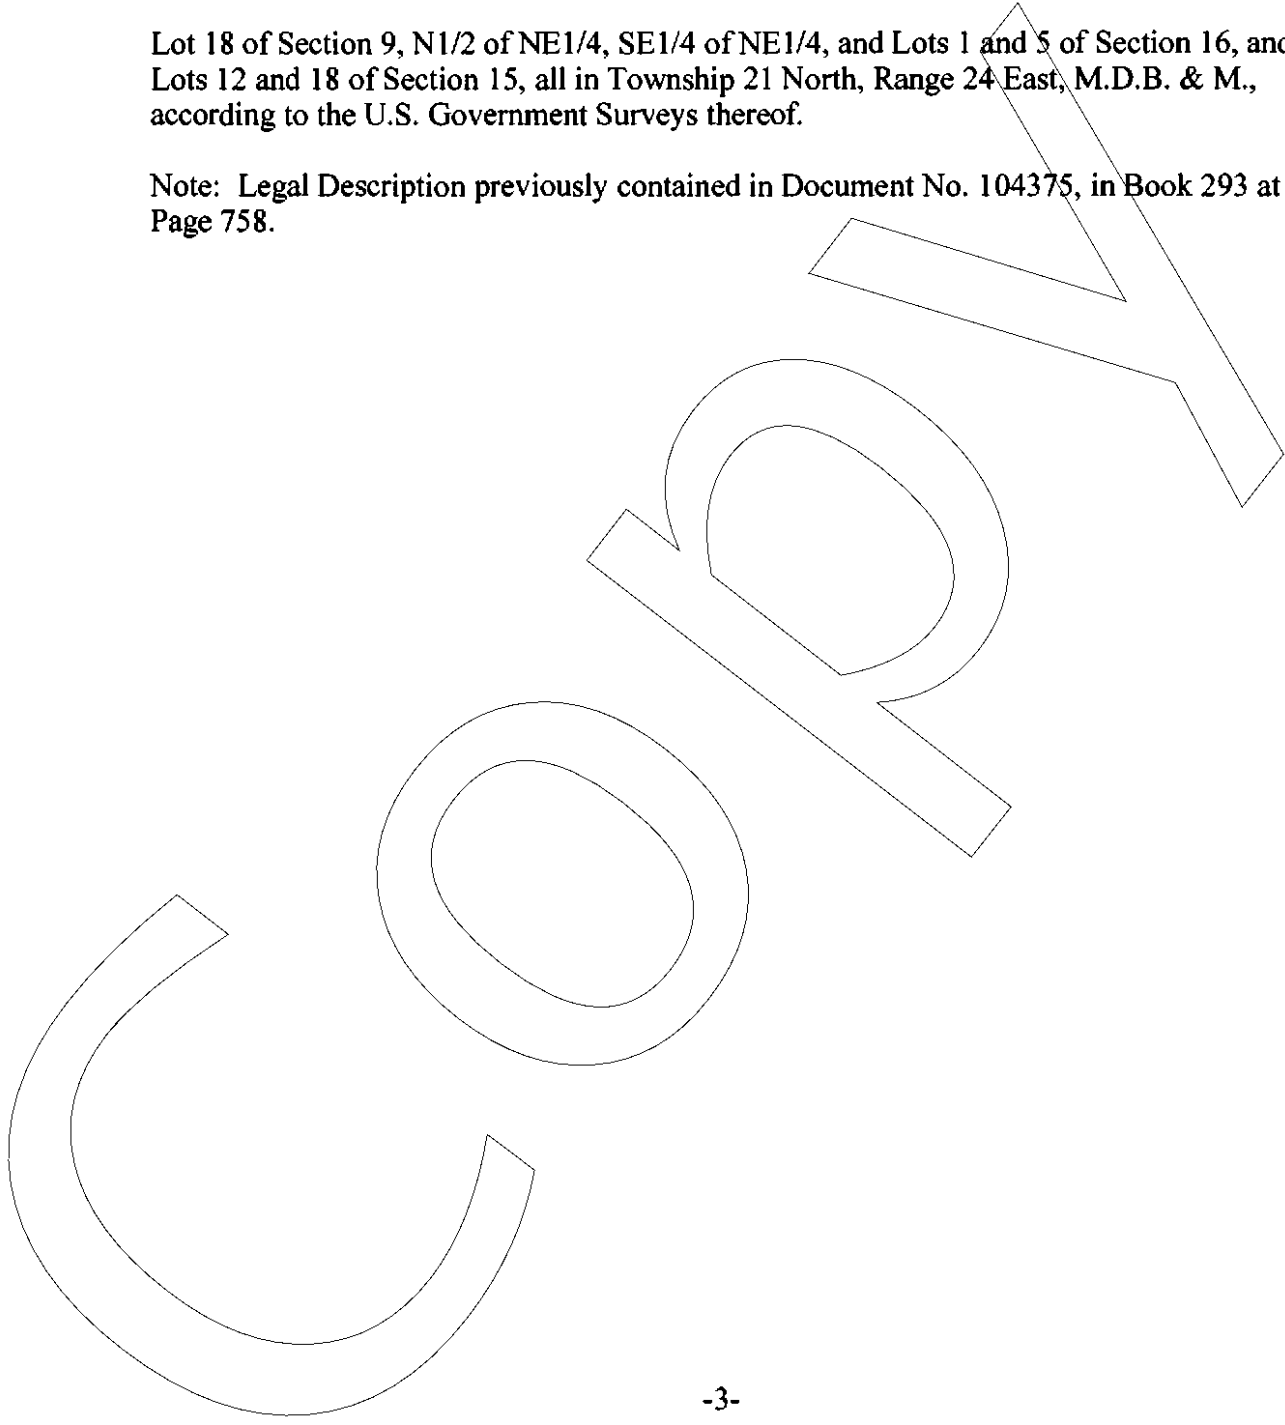 Lot 18 of Section 9, N1/2 of NE1/4, SE1/4 of NE1/4, and Lots 1 and 5 of Section 16, and
Lots 12 and 18 of Section 15, all in Township 21 North, Range 24 East, M.D.B. & M.,
according to the U.S. Government Surveys thereof.
Note: Legal Description previously contained in Document No. 104375, in Book 293 at
Page 758.
Copy
-3-